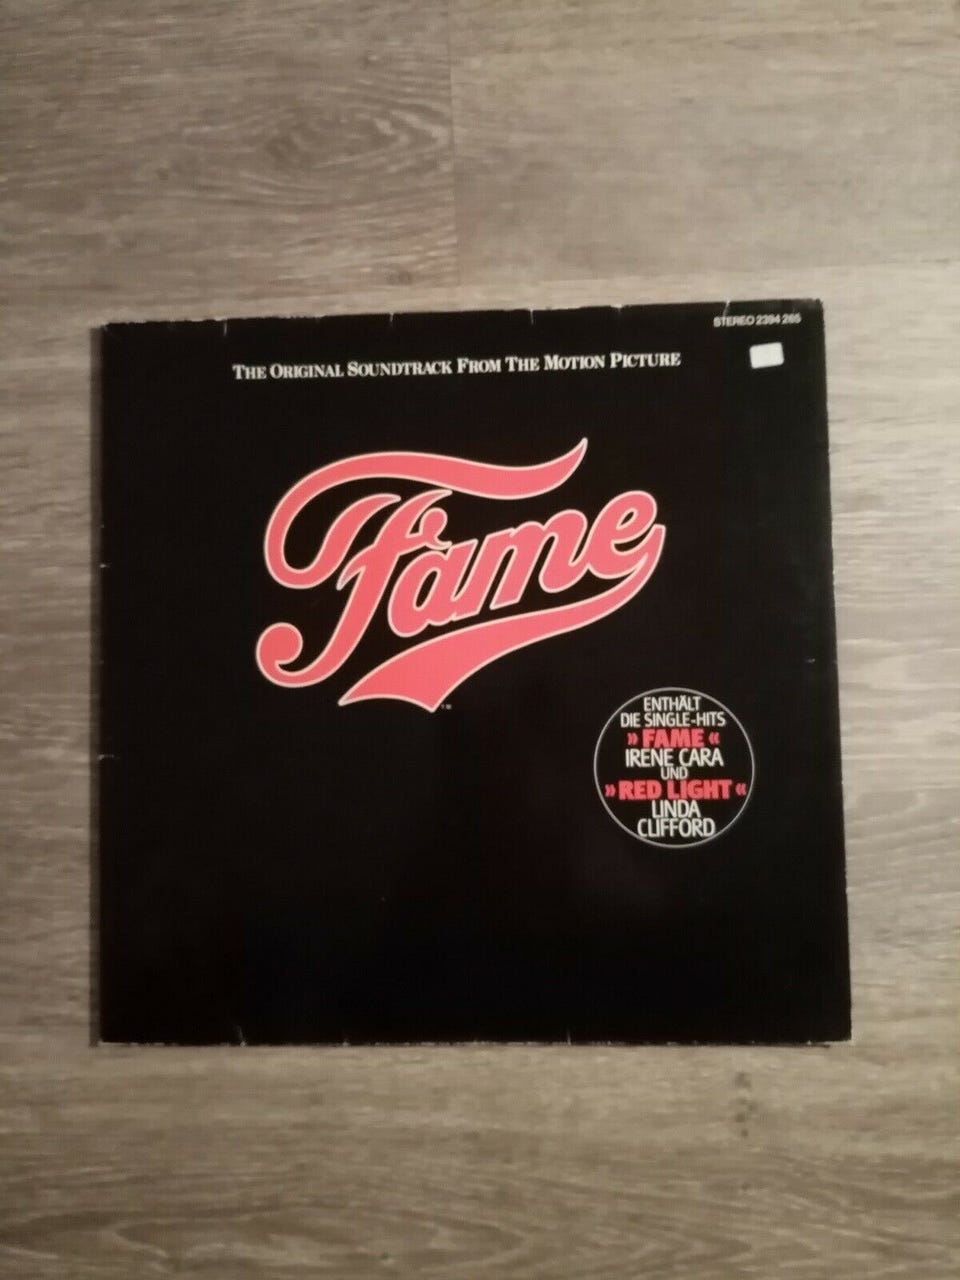 STEREO 2394 265
THE ORIGINAL SOUNDTRACK FROM THE MOTION PICTURE
Fame
TM
ENTHÄLT
DIE SINGLE-HITS
» FAME «
IRENE CARA
UND
» RED LIGHT «
LINDA
CLIFFORD